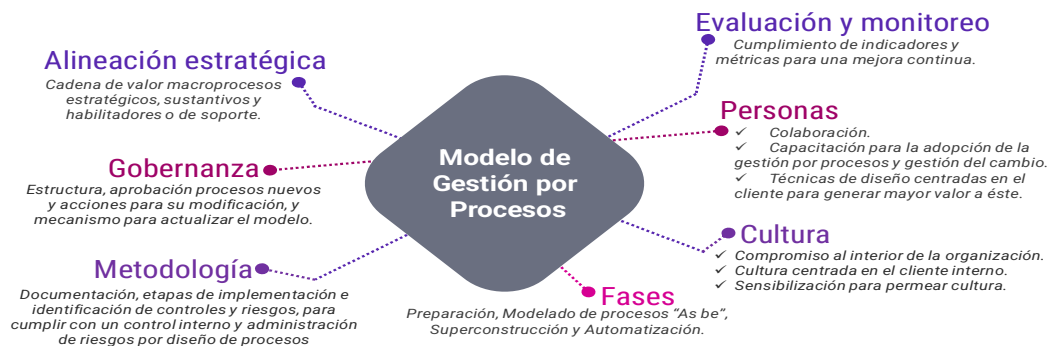 Alineación estratégica
Cadena de valor macroprocesos
estratégicos, sustantivos y
habilitadores o de soporte.
Gobernanza
Estructura, aprobación procesos nuevos
y acciones para su modificación, y
mecanismo para actualizar el modelo.
Metodología
Documentación, etapas de implementación e
identificación de controles y riesgos, para
cumplir con un control interno y administración
de riesgos por diseño de procesos
Modelo de
Gestión por
Procesos
Evaluación y monitoreo
Cumplimiento de indicadores y
métricas para una mejora continua.
Personas
✓ Colaboración.
✓ Capacitación para la adopción de la
gestión por procesos y gestión del cambio.
✓ Técnicas de diseño centradas en el
cliente para generar mayor valor a éste.
Cultura
✓ Compromiso al interior de la organización.
✓ Cultura centrada en el cliente interno.
✓ Sensibilización para permear cultura.
Fases
Preparación, Modelado de procesos “As be”,
Superconstrucción y Automatización.